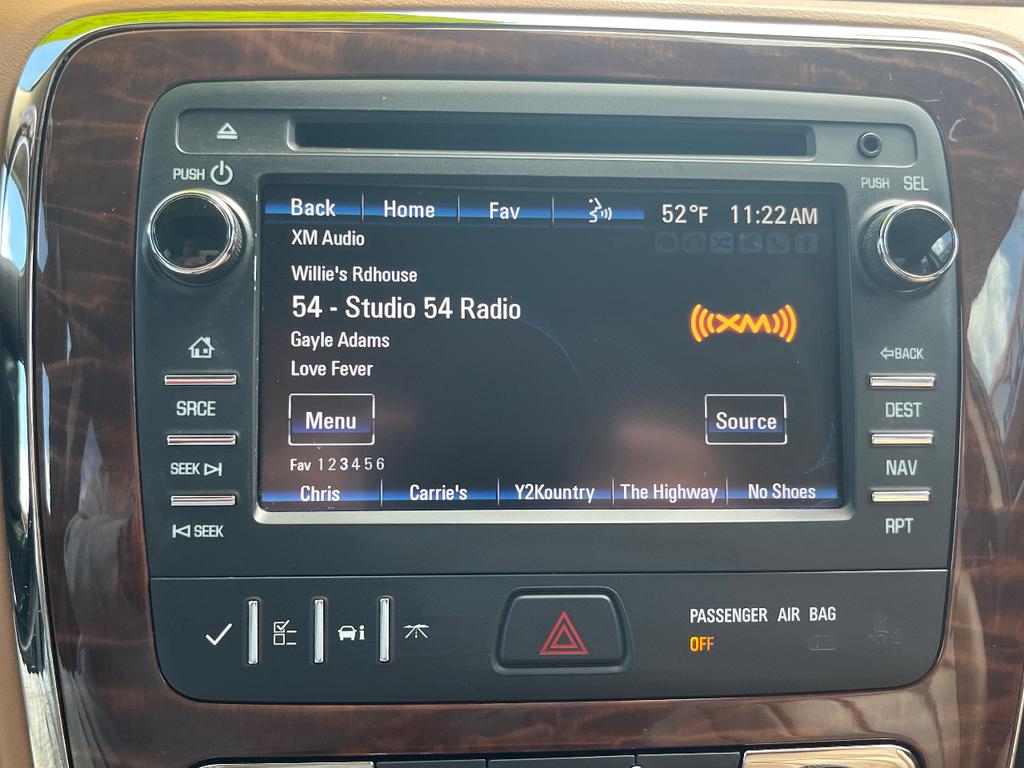 PUSH
PUSH SEL
Back Home Fav 52°F 11:22 AM
XM Audio
Willie's Rdhouse
54 - Studio 54 Radio
((XM))
Gayle Adams
Love Fever
Menu Source
Fav 1 2 3 4 5 6
Chris Carrie's Y2Kountry The Highway No Shoes
SRCE
SEEK
SEEK
BACK
DEST
NAV
RPT
PASSENGER AIR BAG
OFF